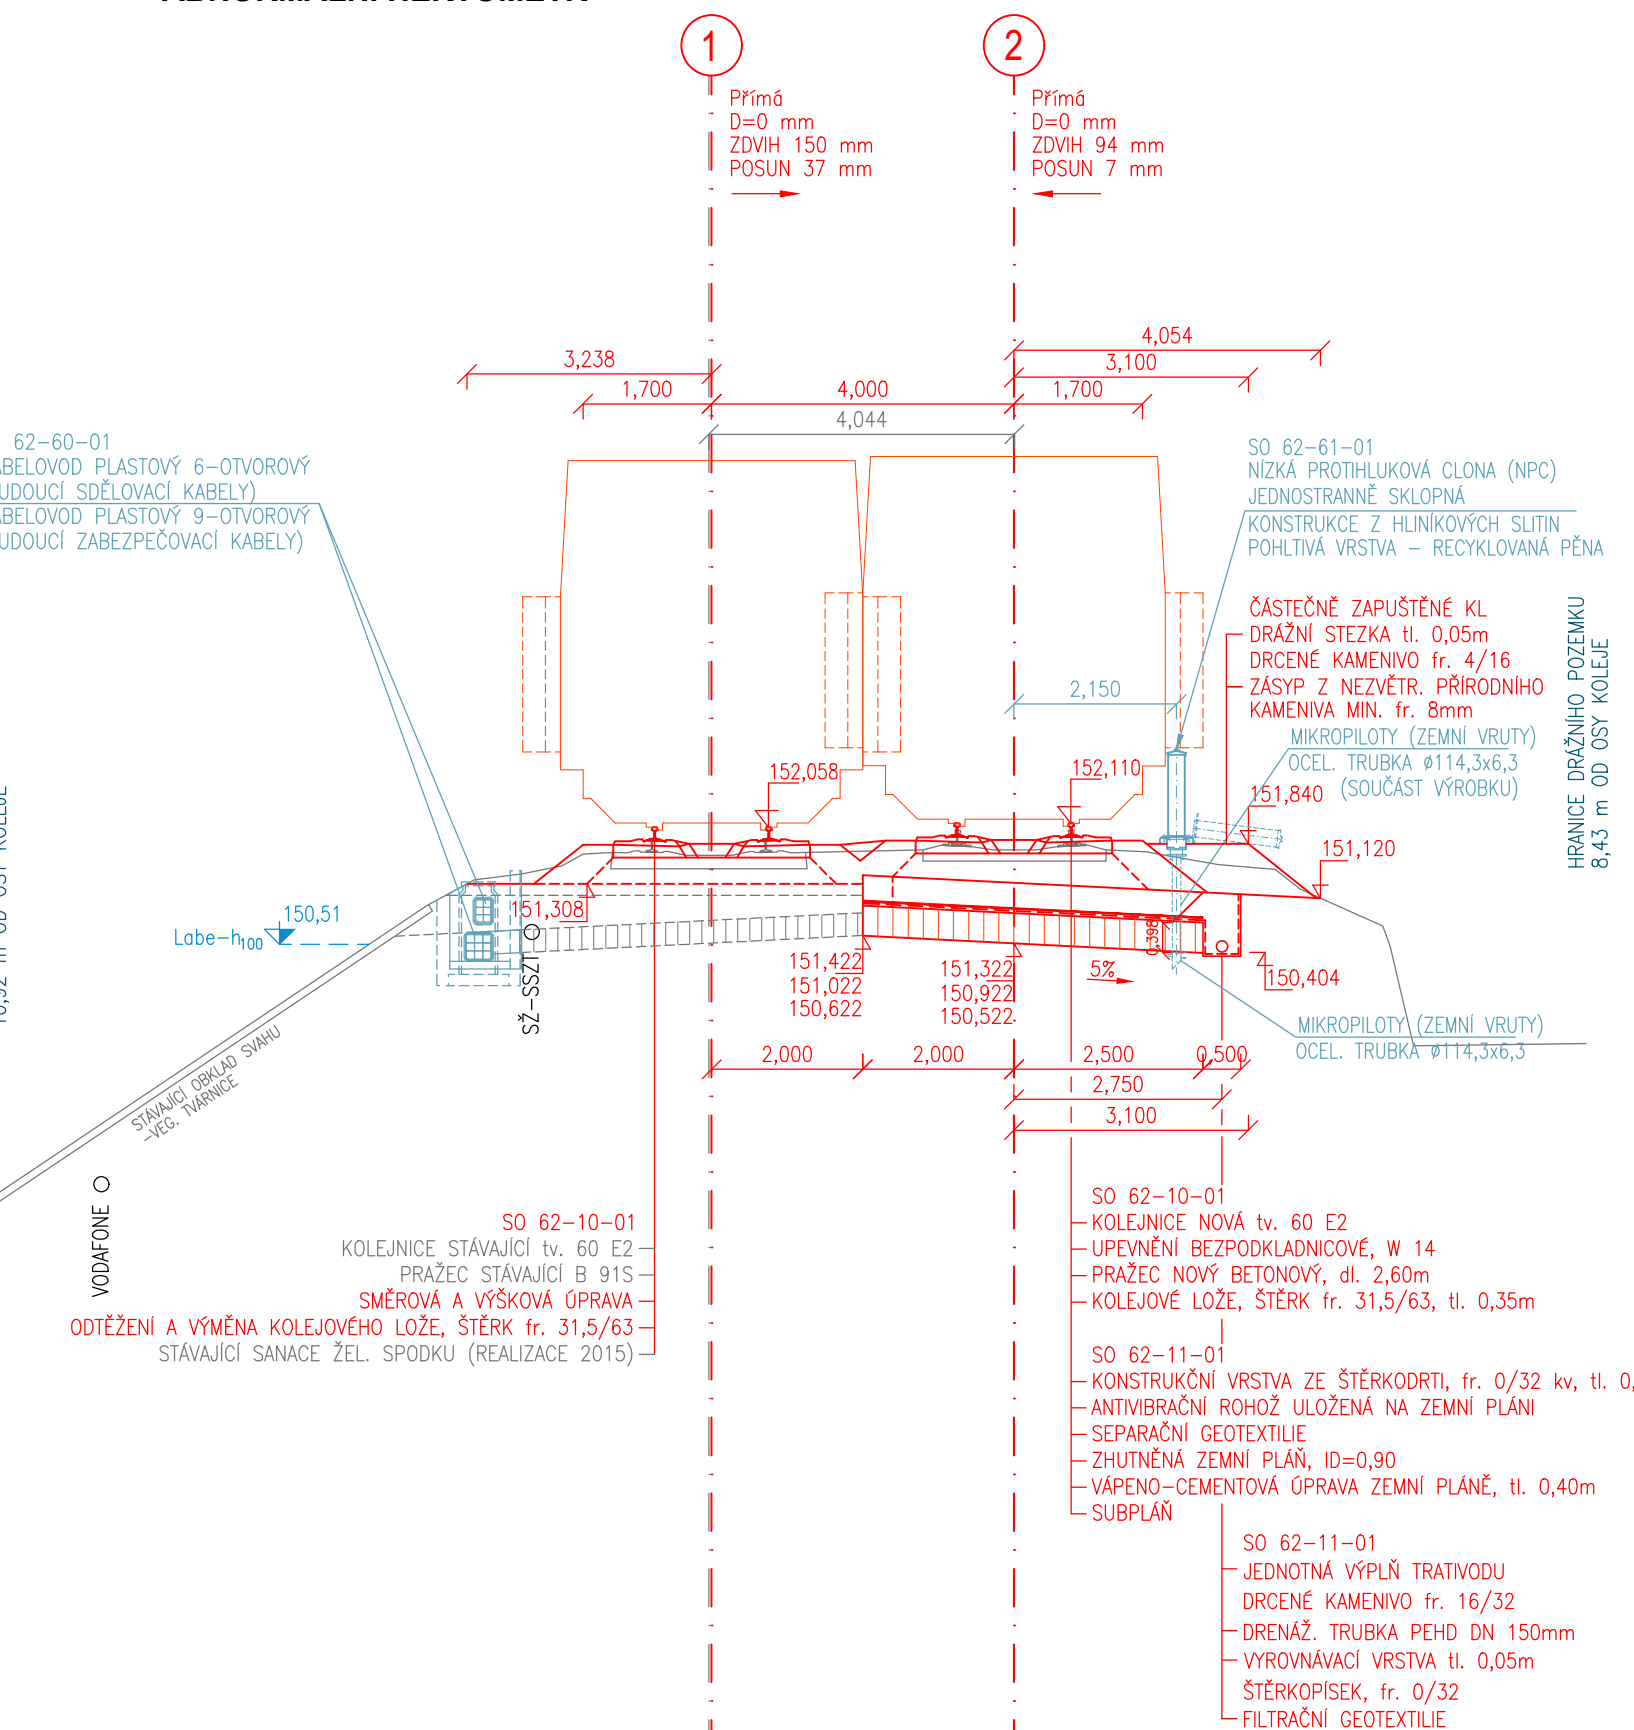 1
2
Přímá
D=0 mm
ZDVIH 150 mm
POSUN 37 mm
Přímá
D=0 mm
ZDVIH 94 mm
POSUN 7 mm
4,054
3,238
3,100
1,700
4,000
1,700
4,044
62-60-01
ABELOVOD PLASTOVÝ 6-OTVOROVÝ
UDOUCÍ SDĚLOVACÍ KABELY)
ABELOVOD PLASTOVÝ 9-OTVOROVÝ
UDOUCÍ ZABEZPEČOVACÍ KABELY)
SO 62-61-01
NÍZKÁ PROTIHLUKOVÁ CLONA (NPC)
JEDNOSTRANNĚ SKLOPNÁ
KONSTRUKCE Z HLINÍKOVÝCH SLITIN
POHLTIVÁ VRSTVA - RECYKLOVANÁ PĚNA
ČÁSTEČNĚ ZAPUŠTĚNÉ KL
DRÁŽNÍ STEZKA tl. 0,05m
DRCENÉ KAMENIVO fr. 4/16
ZÁSYP Z NEZVĚTR. PŘÍRODNÍHO
KAMENIVA MIN. fr. 8mm
HRANICE DRÁŽNÍHO POZEMKU
8,43 m OD OSY KOLEJE
2,150
MIKROPILOTY (ZEMNÍ VRUTY)
OCEL. TRUBKA ø114,3x6,3
(SOUČÁST VÝROBKU)
152,058
152,110
151,840
151,120
10,92 m OD OSY KOLEJE
150,51
Labe-h100
151,308
SŽ-SSZT
151,422
151,022
150,622
151,322
150,922
150,522
0,398
5%
150,404
MIKROPILOTY (ZEMNÍ VRUTY)
OCEL. TRUBKA ø114,3x6,3
2,000
2,000
2,500
0,500
2,750
3,100
STÁVAJÍCÍ OBKLAD SVAHU
-VEG. TVÁRNICE
VODAFONE
SO 62-10-01
KOLEJNICE STÁVAJÍCÍ tv. 60 E2
PRAŽEC STÁVAJÍCÍ B 91S
SMĚROVÁ A VÝŠKOVÁ ÚPRAVA
ODTĚŽENÍ A VÝMĚNA KOLEJOVÉHO LOŽE, ŠTĚRK fr. 31,5/63
STÁVAJÍCÍ SANACE ŽEL. SPODKU (REALIZACE 2015)
SO 62-10-01
KOLEJNICE NOVÁ tv. 60 E2
UPEVNĚNÍ BEZPODKLADNICOVÉ, W 14
PRAŽEC NOVÝ BETONOVÝ, dl. 2,60m
KOLEJOVÉ LOŽE, ŠTĚRK fr. 31,5/63, tl. 0,35m
SO 62-11-01
KONSTRUKČNÍ VRSTVA ZE ŠTĚRKODRTI, fr. 0/32 kv, tl. 0,
ANTIVIBRAČNÍ ROHOŽ ULOŽENÁ NA ZEMNÍ PLÁNI
SEPARAČNÍ GEOTEXTILIE
ZHUTNĚNÁ ZEMNÍ PLÁŇ, ID=0,90
VÁPENO-CEMENTOVÁ ÚPRAVA ZEMNÍ PLÁNĚ, tl. 0,40m
SUBPLÁŇ
SO 62-11-01
JEDNOTNÁ VÝPLŇ TRATIVODU
DRCENÉ KAMENIVO fr. 16/32
DRENÁŽ. TRUBKA PEHD DN 150mm
VYROVNÁVACÍ VRSTVA tl. 0,05m
ŠTĚRKOPÍSEK, fr. 0/32
FILTRAČNÍ GEOTEXTILIE